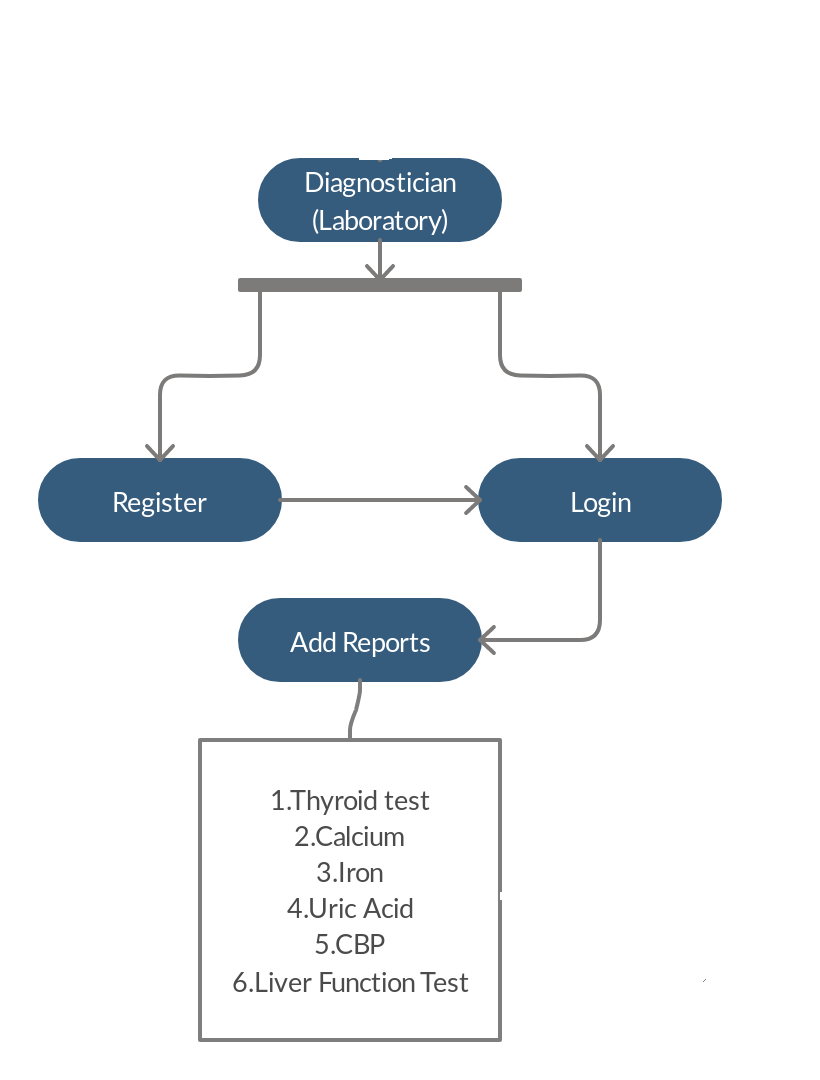 Diagnostician
(Laboratory)
Register
Login
Add Reports
1.Thyroid test
2.Calcium
3.Iron
4.Uric Acid
5.CBP
6.Liver Function Test